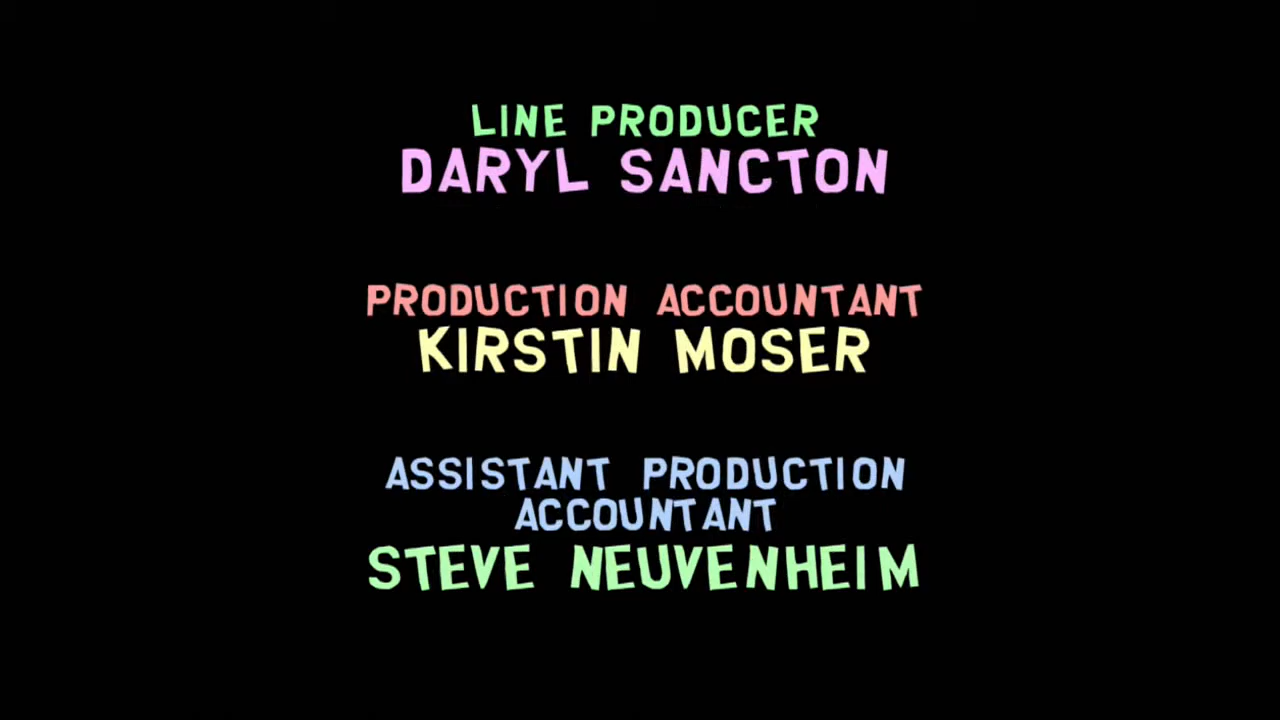 LINE PRODUCER
DARYL SANCTON
PRODUCTION ACCOUNTANT
KIRSTIN MOSER
ASSISTANT PRODUCTION
ACCOUNTANT
STEVE NEUVENHEIM